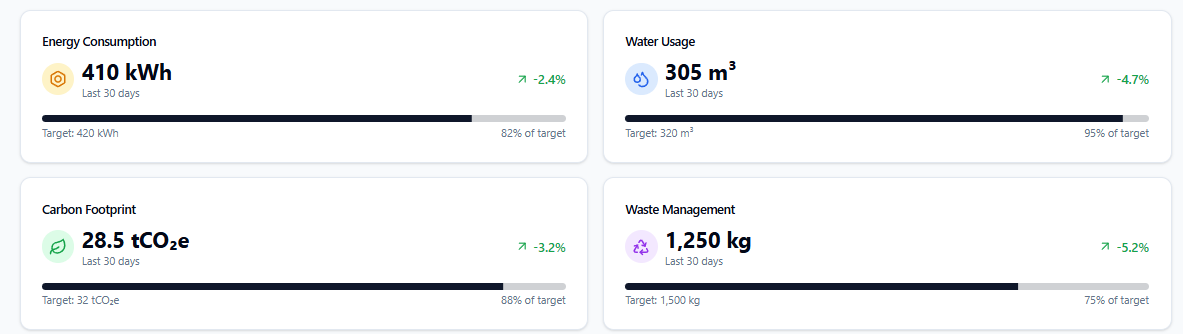 Energy Consumption
410 kWh
-2.4%
Last 30 days
Target: 420 kWh
82% of target
Water Usage
305 m³
-4.7%
Last 30 days
Target: 320 m³
95% of target
Carbon Footprint
28.5 tCO₂e
-3.2%
Last 30 days
Target: 32 tCO₂e
88% of target
Waste Management
1,250 kg
-5.2%
Last 30 days
Target: 1,500 kg
75% of target